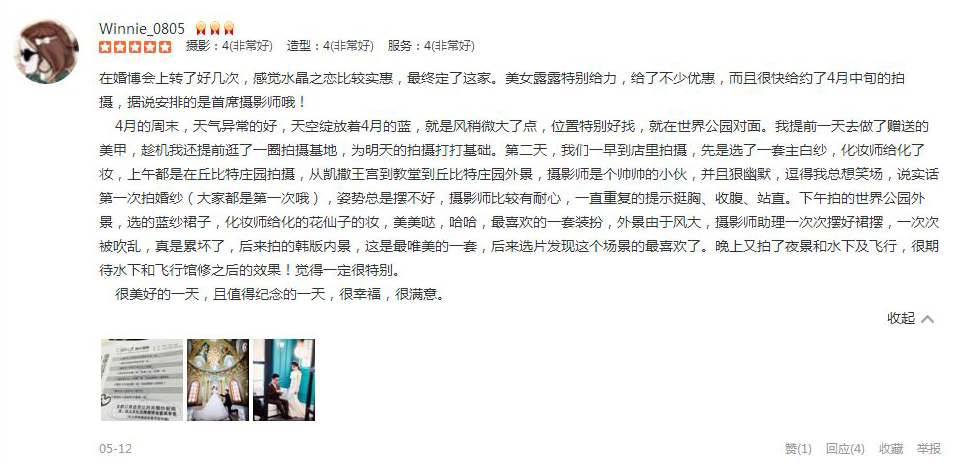 Winnie_0805
摄影：4(非常好) 造型：4(非常好) 服务：4(非常好)
在婚博会上转了好几次，感觉水晶之恋比较实惠，最终定了这家。美女露露特别给力，给了不少优惠，而且很快给约了4月中旬的拍
摄，据说安排的是首席摄影师哦！
4月的周末，天气异常的好，天空绽放着4月的蓝，就是风稍微大了点，位置特别好找，就在世界公园对面。我提前一天去做了赠送的
美甲，趁机我还提前逛了一圈拍摄基地，为明天的拍摄打打基础。第二天，我们一早到店里拍摄，先是选了一套主白纱，化妆师给化了
妆，上午都是在丘比特庄园拍摄，从凯撒王宫到教堂到丘比特庄园外景，摄影师是个帅帅的小伙，并且狠幽默，逗得我总想笑场，说实话
第一次拍婚纱（大家都是第一次哦），姿势总是摆不好，摄影师比较有耐心，一直重复的提示挺胸、收腹、站直。下午拍的世界公园外
景，选的蓝纱裙子，化妆师给化的花仙子的妆，美美哒，哈哈，最喜欢的一套装扮，外景由于风大，摄影师助理一次次摆好裙摆，一次次
被吹乱，真是累坏了，后来拍的韩版内景，这是最唯美的一套，后来选片发现这个场景的最喜欢了。晚上又拍了夜景和水下及飞行，很期
待水下和飞行馆修之后的效果！觉得一定很特别。
很美好的一天，且值得纪念的一天，很幸福，很满意。
收起
05-12
赞(1) 回应(4) 收藏 举报